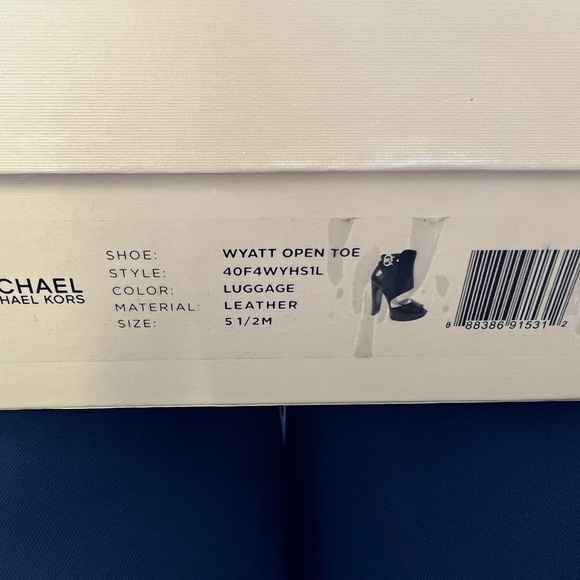 CHAEL
HAEL KORS
SHOE: WYATT OPEN TOE
STYLE: 40F4WYHS1L
COLOR: LUGGAGE
MATERIAL: LEATHER
SIZE: 5 1/2M
8 88386 91531 2